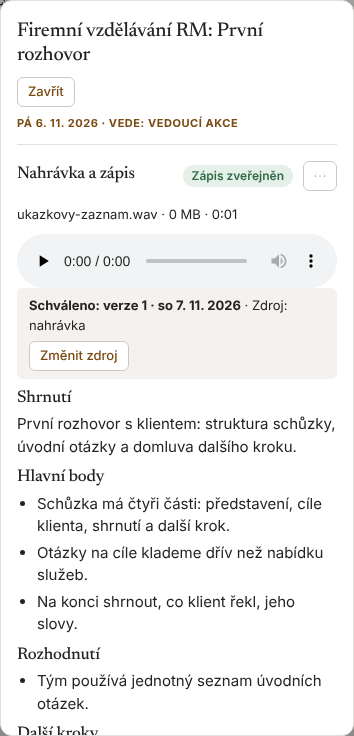 Firemní vzdělávání RM: První
rozhovor
Zavřít
PÁ 6. 11. 2026 · VEDE: VEDOUCÍ AKCE
Nahrávka a zápis
Zápis zveřejněn
...
ukazkovy-zaznam.wav · 0 MB · 0:01
0:00 / 0:00
Schváleno: verze 1 · so 7. 11. 2026 · Zdroj:
nahrávka
Změnit zdroj
Shrnutí
První rozhovor s klientem: struktura schůzky,
úvodní otázky a domluva dalšího kroku.
Hlavní body
• Schůzka má čtyři části: představení, cíle
klienta, shrnutí a další krok.
• Otázky na cíle klademe dřív než nabídku
služeb.
• Na konci shrnout, co klient řekl, jeho
slovy.
Rozhodnutí
• Tým používá jednotný seznam úvodních
otázek.
Další kroky